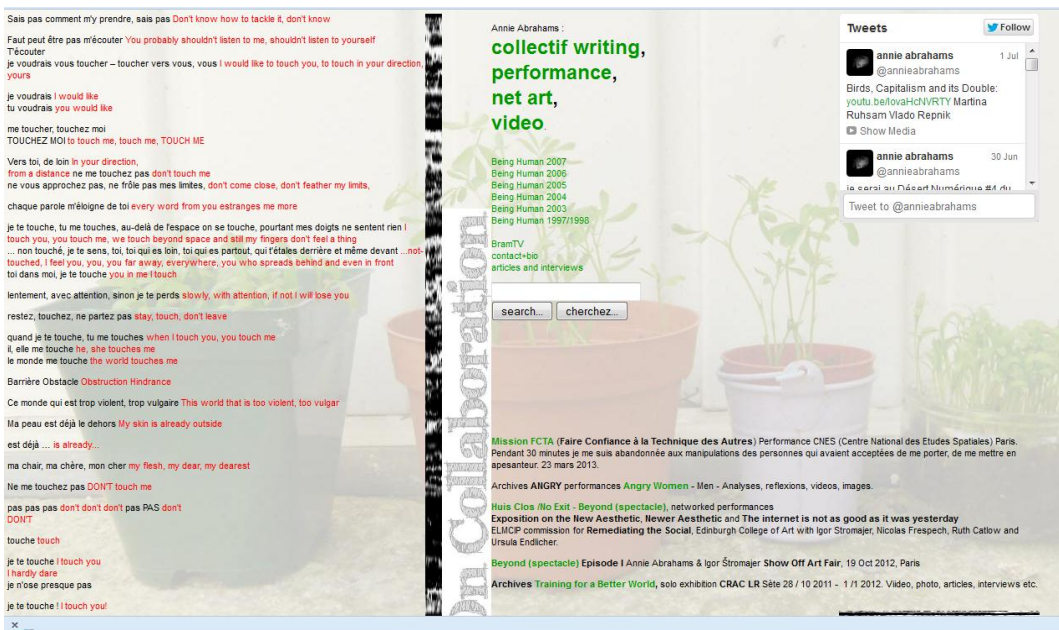 Sais pas comment m'y prendre, sais pas Don't know how to tackle it, don't know
Faut peut être pas m'écouter You probably shouldn't listen to me, shouldn't listen to yourself
T'écouter
je voudrais vous toucher – toucher vers vous, vous I would like to touch you, to touch in your direction,
yours
je voudrais I would like
tu voudrais you would like
me toucher, touchez moi
TOUCHEZ MOI to touch me, touch me, TOUCH ME
Vers toi, de loin In your direction,
from a distance ne me touchez pas don't touch me
ne vous approchez pas, ne frôle pas mes limites, don't come close, don't feather my limits,
chaque parole m'éloigne de toi every word from you estranges me more
je te touche, tu me touches, au-delà de l'espace on se touche, pourtant mes doigts ne sentent rien I
touch you, you touch me, we touch beyond space and still my fingers don't feel a thing
... non touché, je te sens, toi, toi qui es loin, toi qui es partout, qui t'étales derrière et même devant ...not-
touched, I feel you, you, you far away, everywhere, you who spreads behind and even in front
toi dans moi, je te touche you in me I touch
lentement, avec attention, sinon je te perds slowly, with attention, if not I will lose you
restez, touchez, ne partez pas stay, touch, don't leave
quand je te touche, tu me touches when I touch you, you touch me
il, elle me touche he, she touches me
le monde me touche the world touches me
Barrière Obstacle Obstruction Hindrance
Ce monde qui est trop violent, trop vulgaire This world that is too violent, too vulgar
Ma peau est déjà le dehors My skin is already outside
est déjà ... is already...
ma chair, ma chère, mon cher my flesh, my dear, my dearest
Ne me touchez pas DON'T touch me
pas pas pas don't don't don't pas PAS don't
DON'T
touche touch
je te touche I touch you
I hardly dare
je n'ose presque pas
je te touche ! I touch you!
on Collaboration
Annie Abrahams :
collectif writing,
performance,
net art,
video.
Being Human 2007
Being Human 2006
Being Human 2005
Being Human 2004
Being Human 2003
Being Human 1997/1998
BramTV
contact+bio
articles and interviews
search... cherchez...
Mission FCTA (Faire Confiance à la Technique des Autres) Performance CNES (Centre National des Etudes Spatiales) Paris.
Pendant 30 minutes je me suis abandonnée aux manipulations des personnes qui avaient acceptées de me porter, de me mettre en
apesanteur. 23 mars 2013.
Archives ANGRY performances Angry Women - Men - Analyses, reflexions, videos, images.
Huis Clos /No Exit - Beyond (spectacle), networked performances
Exposition on the New Aesthetic, Newer Aesthetic and The internet is not as good as it was yesterday
ELMCIP commission for Remediating the Social, Edinburgh College of Art with Igor Stromajer, Nicolas Frespech, Ruth Catlow and
Ursula Endlicher.
Beyond (spectacle) Episode I Annie Abrahams & Igor Štromajer Show Off Art Fair, 19 Oct 2012, Paris
Archives Training for a Better World, solo exhibition CRAC LR Sète 28 / 10 2011 - 1 /1 2012. Viideo, photo, articles, interviews etc.
Tweets Follow
annie abrahams 1 Jul
@annieabrahams
Birds, Capitalism and its Double:
youtu.be/lovaHcNVRTY Martina
Ruhsam Vlado Repnik
Show Media
annie abrahams 30 Jun
@annieabrahams
je serai au Désert Numérique #4 du
Tweet to @annieabrahams